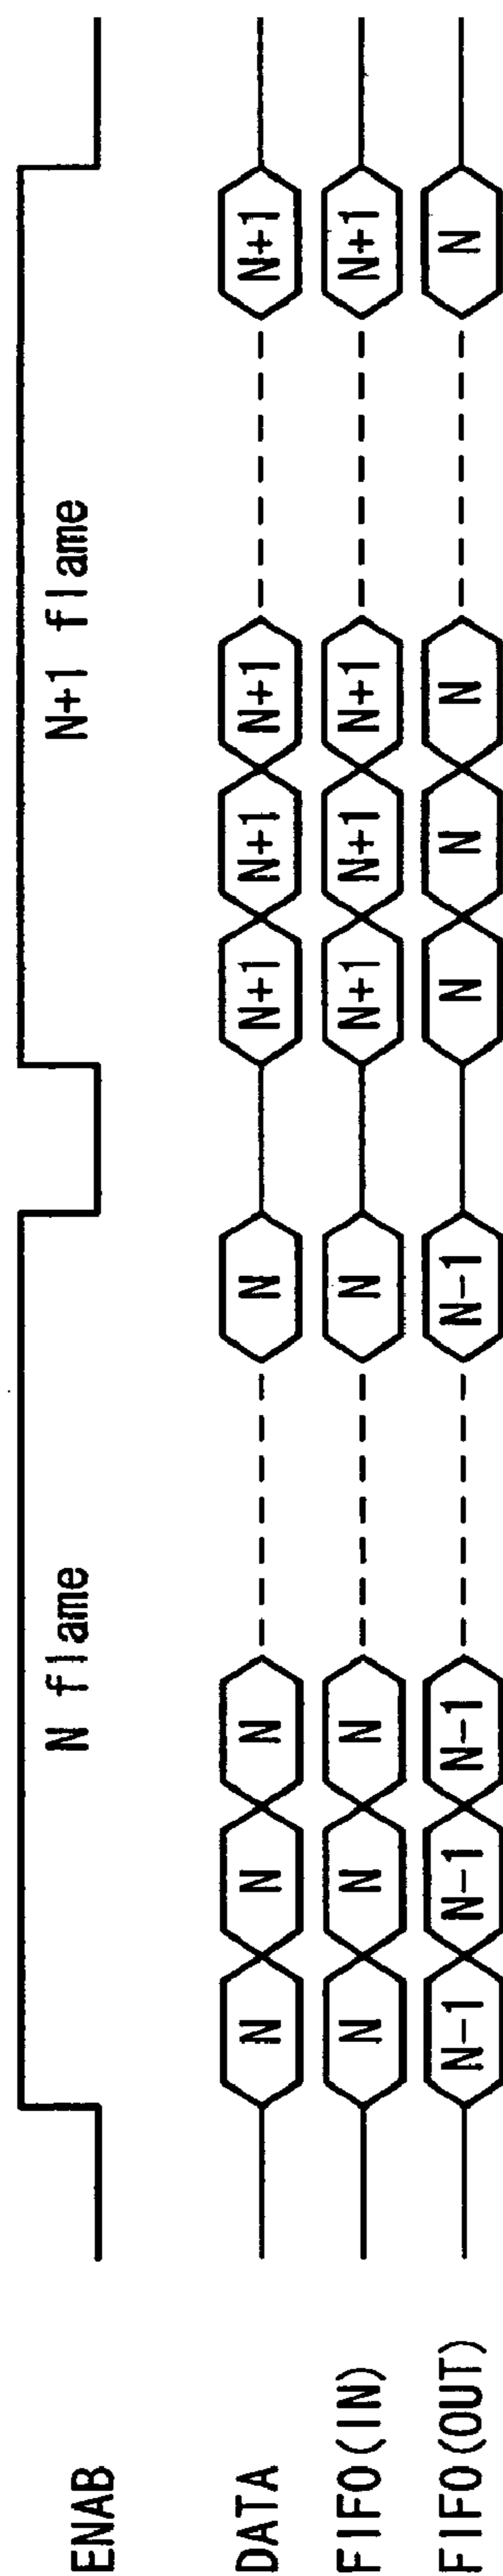 ENAB N flame N+1 flame
DATA N N N N N+1 N+1 N+1 N+1
FIFO(IN) N N N N N+1 N+1 N+1 N+1
FIFO(OUT) N-1 N-1 N-1 N-1 N N N N